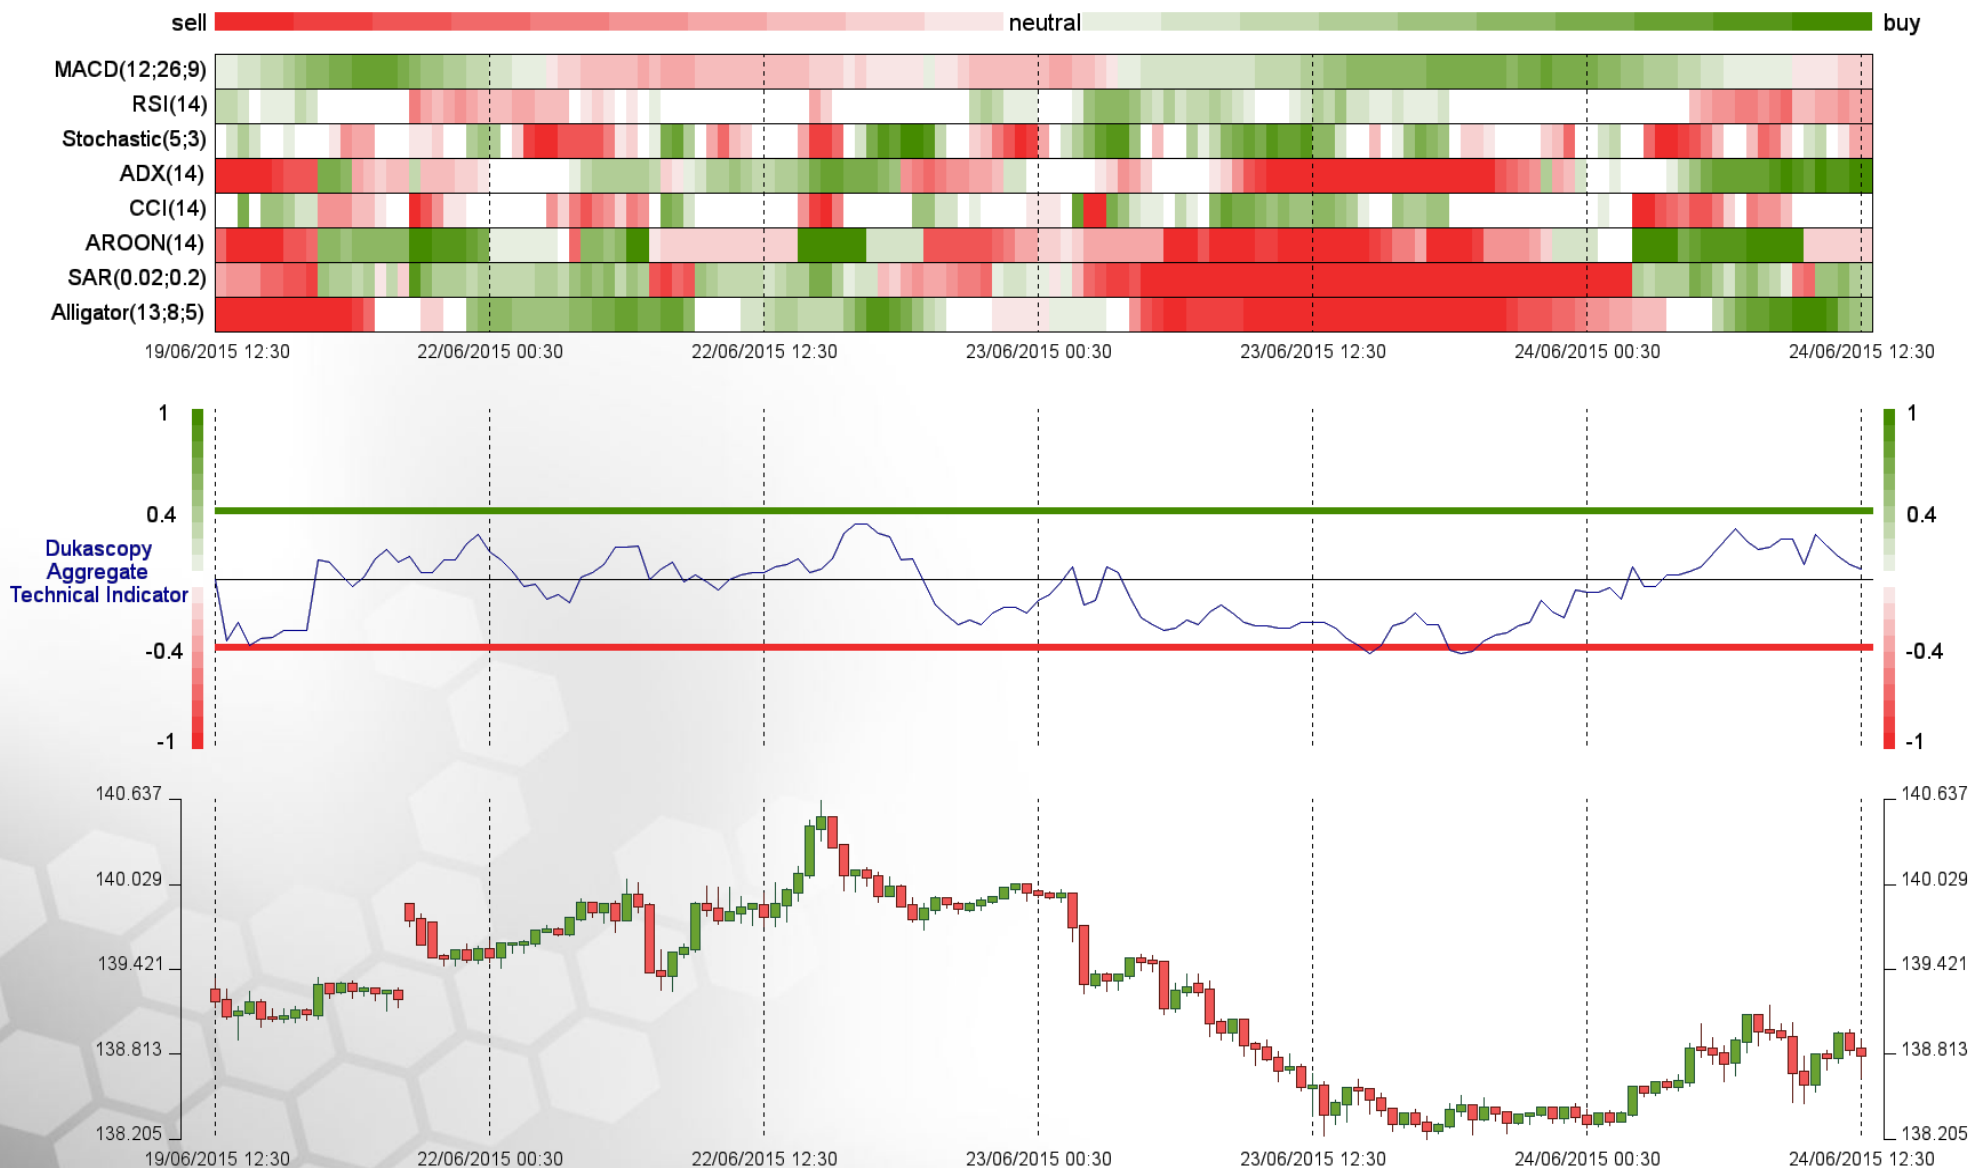 sell neutral buy
MACD(12;26;9)
RSI(14)
Stochastic(5;3)
ADX(14)
CCI(14)
AROON(14)
SAR(0.02;0.2)
Alligator(13;8;5)
19/06/2015 12:30 22/06/2015 00:30 22/06/2015 12:30 23/06/2015 00:30 23/06/2015 12:30 24/06/2015 00:30 24/06/2015 12:30
1 1
0.4 0.4
Dukascopy
Aggregate
Technical Indicator
-0.4 -0.4
-1 -1
140.637 140.637
140.029 140.029
139.421 139.421
138.813 138.813
138.205 138.205
19/06/2015 12:30 22/06/2015 00:30 22/06/2015 12:30 23/06/2015 00:30 23/06/2015 12:30 24/06/2015 00:30 24/06/2015 12:30